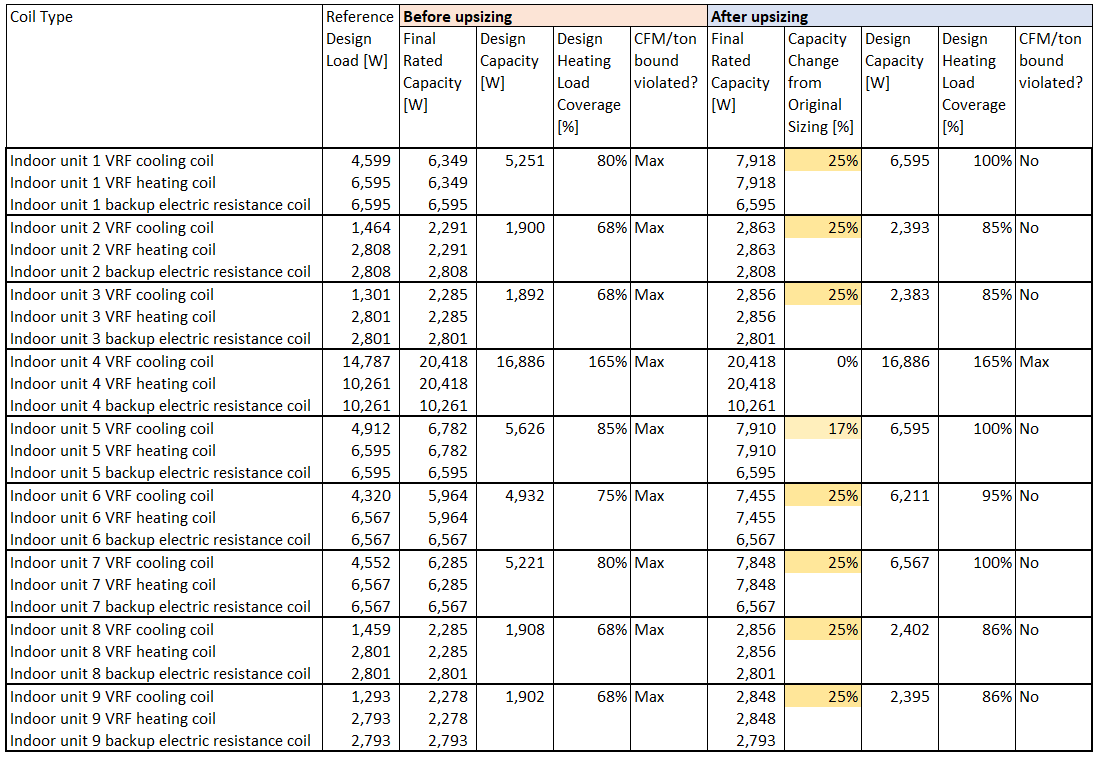 Coil Type Reference Design Load [W] Before upsizing After upsizing
Final Rated Capacity [W] Design Capacity [W] Design Heating Load Coverage [%] CFM/ton bound violated? Final Rated Capacity [W] Capacity Change from Original Sizing [%] Design Capacity [W] Design Heating Load Coverage [%] CFM/ton bound violated?
Indoor unit 1 VRF cooling coil 4,599 6,349 5,251 80% Max 7,918 25% 6,595 100% No
Indoor unit 1 VRF heating coil 6,595 6,349 7,918
Indoor unit 1 backup electric resistance coil 6,595 6,595 6,595
Indoor unit 2 VRF cooling coil 1,464 2,291 1,900 68% Max 2,863 25% 2,393 85% No
Indoor unit 2 VRF heating coil 2,808 2,291 2,863
Indoor unit 2 backup electric resistance coil 2,808 2,808 2,808
Indoor unit 3 VRF cooling coil 1,301 2,285 1,892 68% Max 2,856 25% 2,383 85% No
Indoor unit 3 VRF heating coil 2,801 2,285 2,856
Indoor unit 3 backup electric resistance coil 2,801 2,801 2,801
Indoor unit 4 VRF cooling coil 14,787 20,418 16,886 165% Max 20,418 0% 16,886 165% Max
Indoor unit 4 VRF heating coil 10,261 20,418 20,418
Indoor unit 4 backup electric resistance coil 10,261 10,261 10,261
Indoor unit 5 VRF cooling coil 4,912 6,782 5,626 85% Max 7,910 17% 6,595 100% No
Indoor unit 5 VRF heating coil 6,595 6,782 7,910
Indoor unit 5 backup electric resistance coil 6,595 6,595 6,595
Indoor unit 6 VRF cooling coil 4,320 5,964 4,932 75% Max 7,455 25% 6,211 95% No
Indoor unit 6 VRF heating coil 6,567 5,964 7,455
Indoor unit 6 backup electric resistance coil 6,567 6,567 6,567
Indoor unit 7 VRF cooling coil 4,552 6,285 5,221 80% Max 7,848 25% 6,567 100% No
Indoor unit 7 VRF heating coil 6,567 6,285 7,848
Indoor unit 7 backup electric resistance coil 6,567 6,567 6,567
Indoor unit 8 VRF cooling coil 1,459 2,285 1,908 68% Max 2,856 25% 2,402 86% No
Indoor unit 8 VRF heating coil 2,801 2,285 2,856
Indoor unit 8 backup electric resistance coil 2,801 2,801 2,801
Indoor unit 9 VRF cooling coil 1,293 2,278 1,902 68% Max 2,848 25% 2,395 86% No
Indoor unit 9 VRF heating coil 2,793 2,278 2,848
Indoor unit 9 backup electric resistance coil 2,793 2,793 2,793